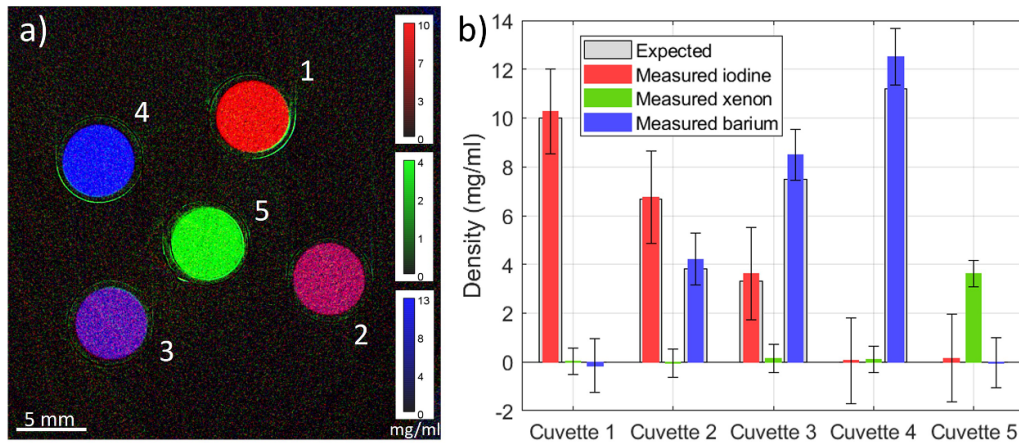 a)
1
4
5
2
3
5 mm
10
7
3
0
4
2
1
0
13
8
4
0
mg/ml
b)
Density (mg/ml)
14
12
10
8
6
4
2
0
-2
Expected
Measured iodine
Measured xenon
Measured barium
Cuvette 1 Cuvette 2 Cuvette 3 Cuvette 4 Cuvette 5